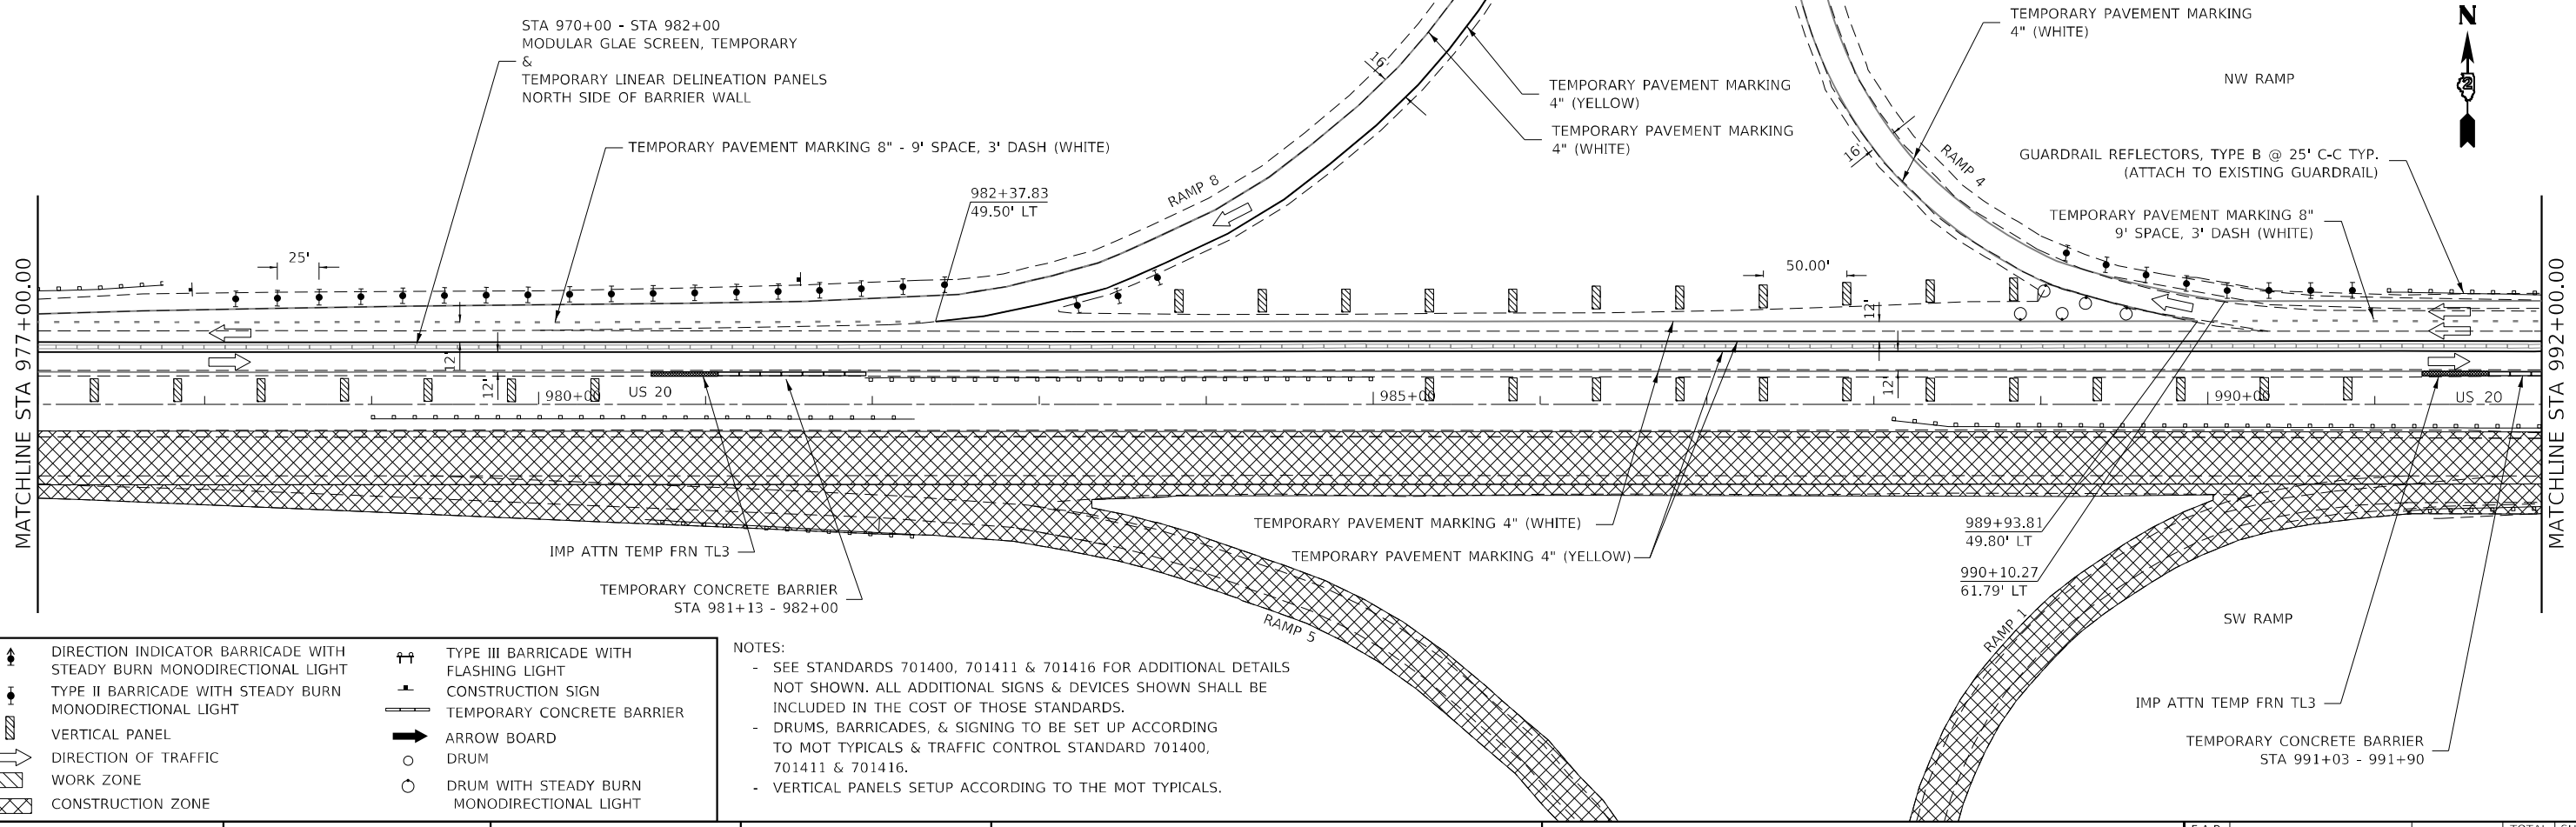 STA 970+00 - STA 982+00
MODULAR GLAE SCREEN, TEMPORARY
&
TEMPORARY LINEAR DELINEATION PANELS
NORTH SIDE OF BARRIER WALL
TEMPORARY PAVEMENT MARKING 8" - 9' SPACE, 3' DASH (WHITE)
982+37.83
49.50' LT
RAMP 8
16'
TEMPORARY PAVEMENT MARKING
4" (YELLOW)
TEMPORARY PAVEMENT MARKING
4" (WHITE)
TEMPORARY PAVEMENT MARKING
4" (WHITE)
NW RAMP
N
2
16'
RAMP 4
GUARDRAIL REFLECTORS, TYPE B @ 25' C-C TYP.
(ATTACH TO EXISTING GUARDRAIL)
TEMPORARY PAVEMENT MARKING 8"
9' SPACE, 3' DASH (WHITE)
25'
50.00'
12'
12'
12'
12'
MATCHLINE STA 977+00.00
MATCHLINE STA 992+00.00
980+00
US 20
985+00
990+00
US 20
TEMPORARY PAVEMENT MARKING 4" (WHITE)
TEMPORARY PAVEMENT MARKING 4" (YELLOW)
989+93.81
49.80' LT
990+10.27
61.79' LT
IMP ATTN TEMP FRN TL3
TEMPORARY CONCRETE BARRIER
STA 981+13 - 982+00
RAMP 5
RAMP 1
SW RAMP
IMP ATTN TEMP FRN TL3
TEMPORARY CONCRETE BARRIER
STA 991+03 - 991+90
DIRECTION INDICATOR BARRICADE WITH
STEADY BURN MONODIRECTIONAL LIGHT
TYPE II BARRICADE WITH STEADY BURN
MONODIRECTIONAL LIGHT
VERTICAL PANEL
DIRECTION OF TRAFFIC
WORK ZONE
CONSTRUCTION ZONE
TYPE III BARRICADE WITH
FLASHING LIGHT
CONSTRUCTION SIGN
TEMPORARY CONCRETE BARRIER
ARROW BOARD
DRUM
DRUM WITH STEADY BURN
MONODIRECTIONAL LIGHT
NOTES:
- SEE STANDARDS 701400, 701411 & 701416 FOR ADDITIONAL DETAILS
NOT SHOWN. ALL ADDITIONAL SIGNS & DEVICES SHOWN SHALL BE
INCLUDED IN THE COST OF THOSE STANDARDS.
- DRUMS, BARRICADES, & SIGNING TO BE SET UP ACCORDING
TO MOT TYPICALS & TRAFFIC CONTROL STANDARD 701400,
701411 & 701416.
- VERTICAL PANELS SETUP ACCORDING TO THE MOT TYPICALS.